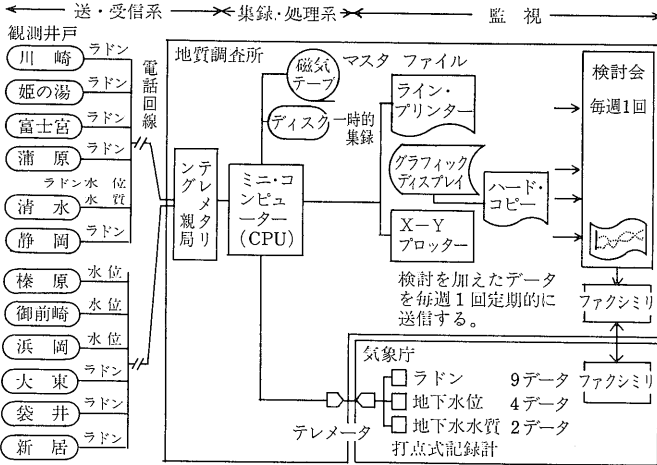 送・受信系
集録・処理系
監視
観測井戸
川崎
ラドン
姫の湯
ラドン
富士宮
ラドン
蒲原
ラドン
ラドン水位
清水
水質
静岡
ラドン
榛原
水位
御前崎
水位
浜岡
水位
大東
ラドン
袋井
ラドン
新居
ラドン
電話回線
地質調査所
テレメタリ
ング親局
ミニ・コ
ンピュ
ーター
(CPU)
磁気
テープ
マスタ ファイル
ディスク
一時的
集録
ライン・
プリンター
グラフィック
ディスプレイ
ハード・
コピー
X-Y
プロッター
検討会
毎週1回
検討を加えたデータ
を毎週1回定期的に
送信する。
ファクシミリ
ファクシミリ
気象庁
ラドン 9データ
地下水位 4データ
地下水水質 2データ
打点式記録計
テレメータ